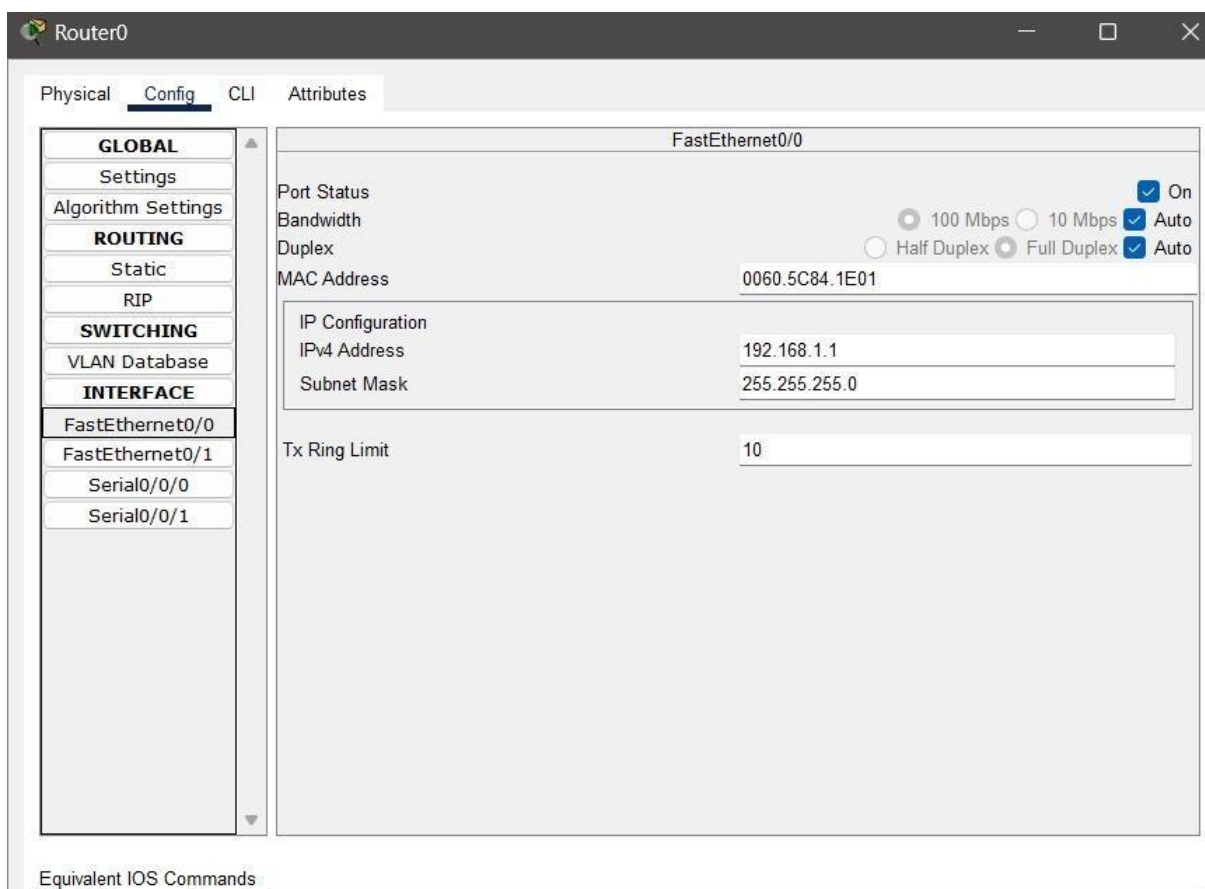 Router0
Physical Config CLI Attributes
GLOBAL
Settings
Algorithm Settings
ROUTING
Static
RIP
SWITCHING
VLAN Database
INTERFACE
FastEthernet0/0
FastEthernet0/1
Serial0/0/0
Serial0/0/1
FastEthernet0/0
Port Status On
Bandwidth 100 Mbps 10 Mbps Auto
Duplex Half Duplex Full Duplex Auto
MAC Address 0060.5C84.1E01
IP Configuration
IPv4 Address 192.168.1.1
Subnet Mask 255.255.255.0
Tx Ring Limit 10
Equivalent IOS Commands